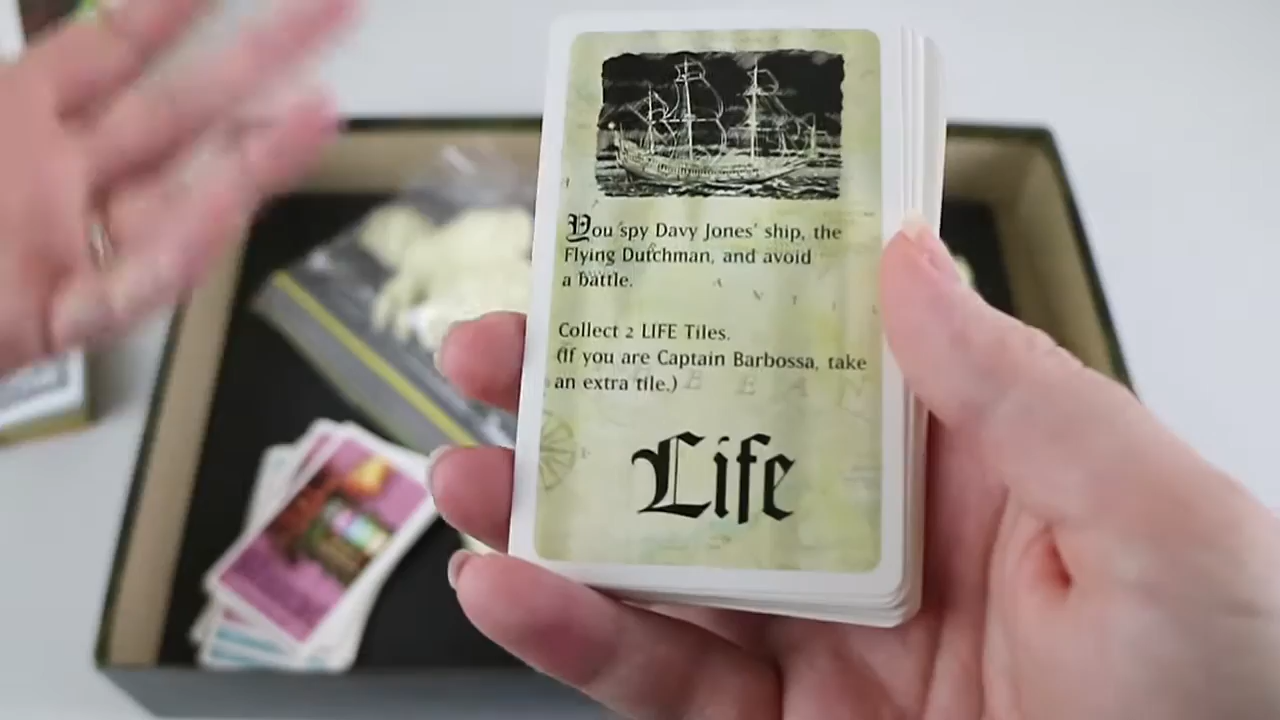 You spy Davy Jones' ship, the
Flying Dutchman, and avoid
a battle.
Collect 2 LIFE Tiles.
(If you are Captain Barbossa, take
an extra tile.)
Life